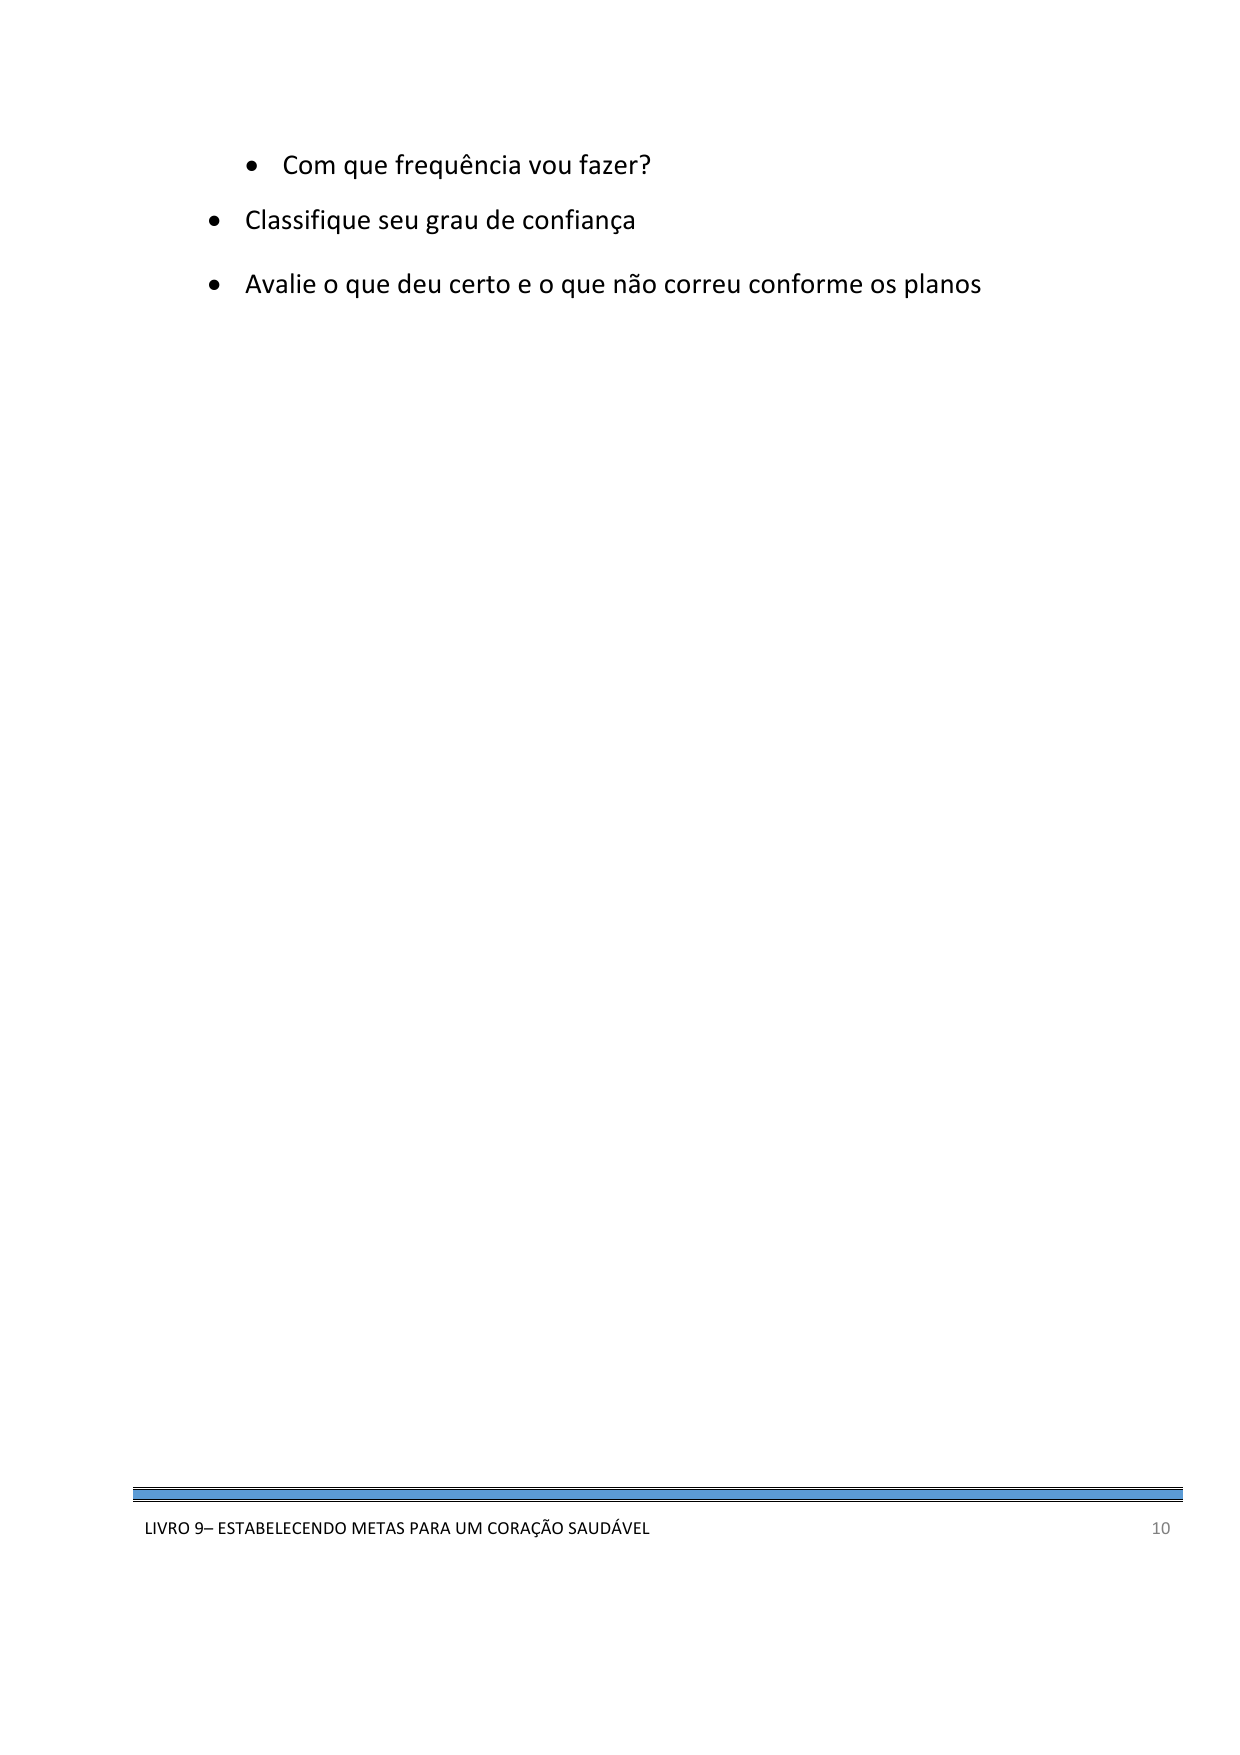 • Com que frequência vou fazer?
• Classifique seu grau de confiança
• Avalie o que deu certo e o que não correu conforme os planos
LIVRO 9– ESTABELECENDO METAS PARA UM CORAÇÃO SAUDÁVEL 10